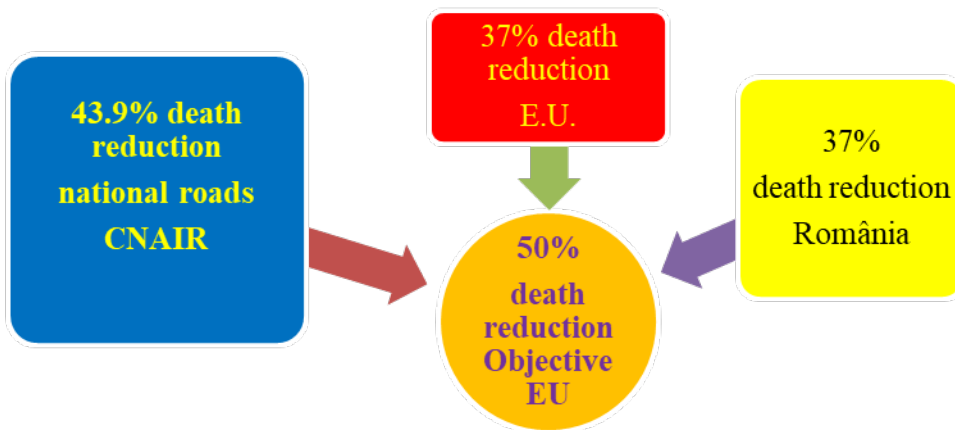 43.9% death
reduction
national roads
CNAIR
37% death
reduction
E.U.
37%
death reduction
România
50%
death
reduction
Objective
EU